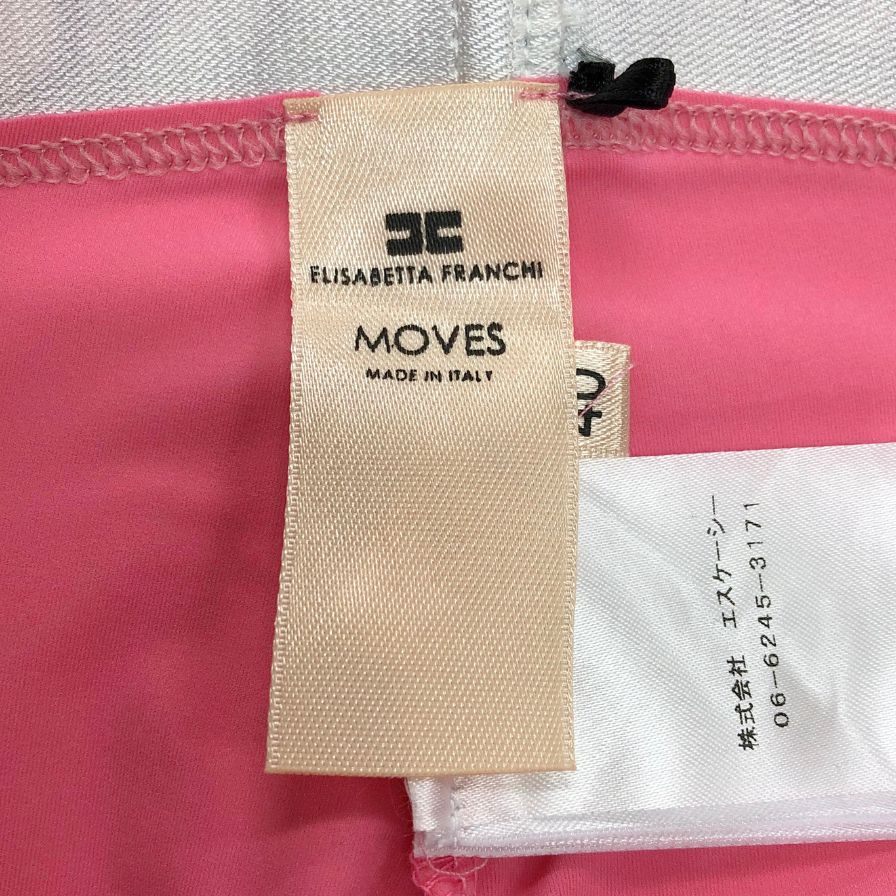 ELISABETTA FRANCHI
MOVES
MADE IN ITALY
40
株式会社 エスケーシー
06-6245-3171